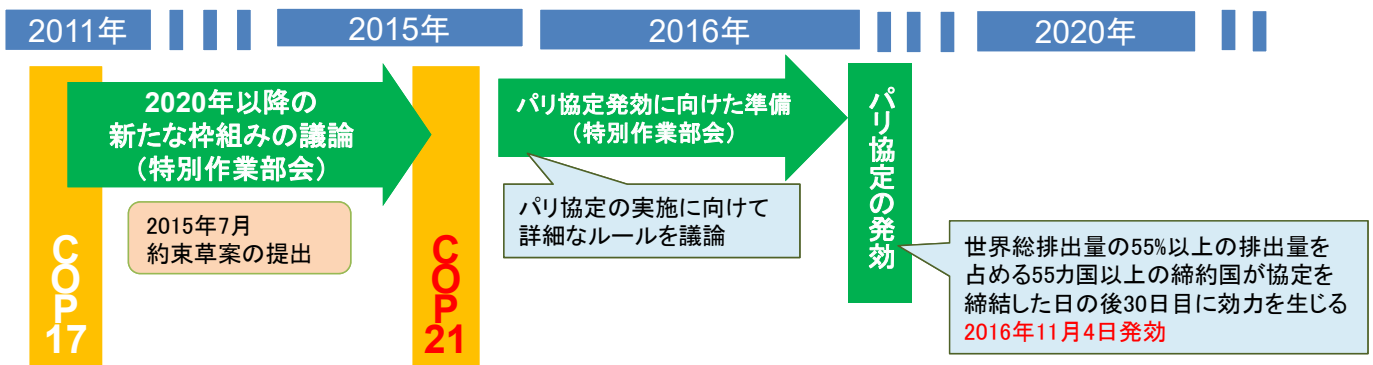 2011年
2015年
2016年
2020年
COP17
2020年以降の
新たな枠組みの議論
（特別作業部会）
2015年7月
約束草案の提出
COP21
パリ協定発効に向けた準備
（特別作業部会）
パリ協定の実施に向けて
詳細なルールを議論
パリ協定の発効
世界総排出量の55%以上の排出量を
占める55カ国以上の締約国が協定を
締結した日の後30日目に効力を生じる
2016年11月4日発効